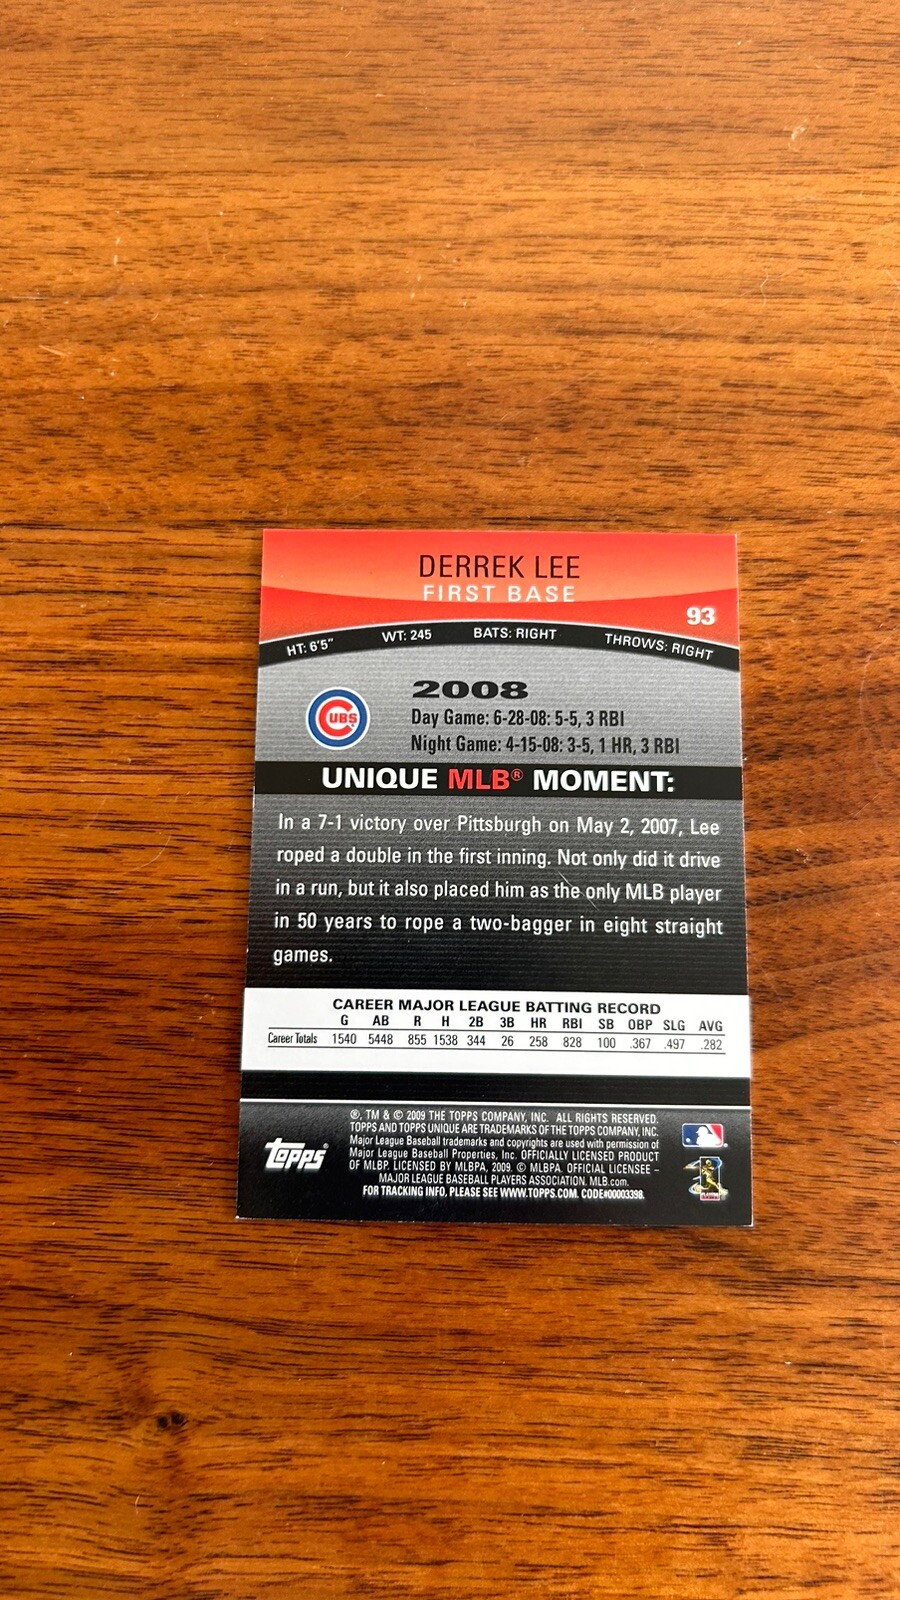 DERREK LEE
FIRST BASE
93
HT: 6'5" WT: 245 BATS: RIGHT THROWS: RIGHT
CUBS
2008
Day Game: 6-28-08: 5-5, 3 RBI
Night Game: 4-15-08: 3-5, 1 HR, 3 RBI
UNIQUE MLB® MOMENT:
In a 7-1 victory over Pittsburgh on May 2, 2007, Lee
roped a double in the first inning. Not only did it drive
in a run, but it also placed him as the only MLB player
in 50 years to rope a two-bagger in eight straight
games.
CAREER MAJOR LEAGUE BATTING RECORD
G AB R H 2B 3B HR RBI SB OBP SLG AVG
Career Totals 1540 5448 855 1538 344 26 258 828 100 .367 .497 .282
®, TM & © 2009 THE TOPPS COMPANY, INC. ALL RIGHTS RESERVED.
TOPPS AND TOPPS UNIQUE ARE TRADEMARKS OF THE TOPPS COMPANY, INC.
Major League Baseball trademarks and copyrights are used with permission of
Major League Baseball Properties, Inc. OFFICIALLY LICENSED PRODUCT
OF MLBP. LICENSED BY MLBPA, 2009. © MLBPA. OFFICIAL LICENSEE –
MAJOR LEAGUE BASEBALL PLAYERS ASSOCIATION. MLB.com.
FOR TRACKING INFO, PLEASE SEE WWW.TOPPS.COM. CODE#00003398.
Topps®